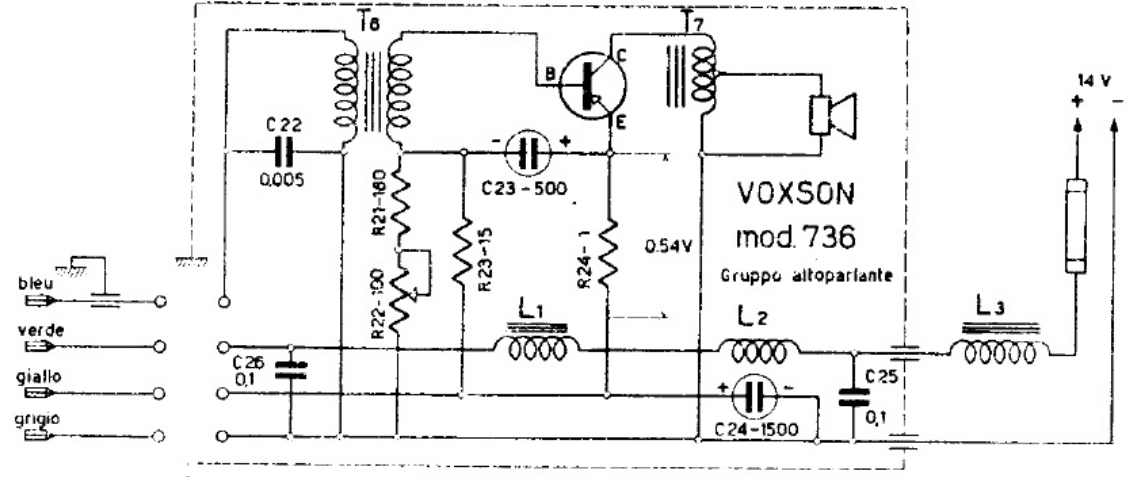 T6
T7
C
B
E
14 V
+ -
C22
0,005
- +
C23-500
R21-180
R22-100
R23-15
R24-1
0.54V
VOXSON
mod. 736
Gruppo altoparlante
bleu
verde
giallo
grigio
L1
L2
L3
C26
0,1
+ -
C24-1500
C25
0,1